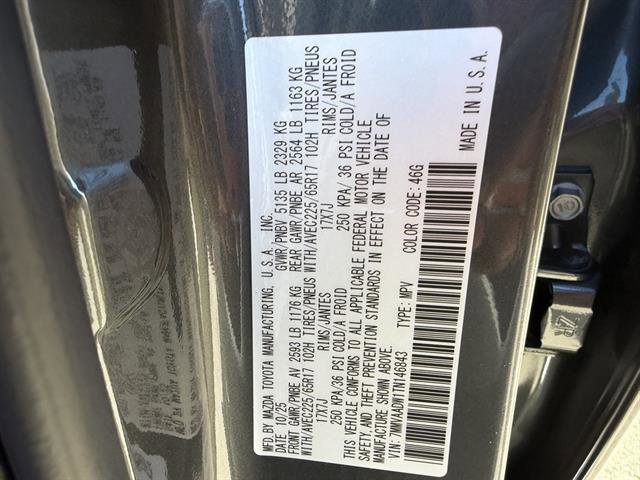 MFD. BY MAZDA TOYOTA MANUFACTURING, U.S.A., INC.
DATE: 10/25 GVWR/PNBV 5135 LB 2329 KG
FRONT GAWR/PNBE AV 2593 LB 1176 KG REAR GAWR/PNBE AR 2564 LB 1163 KG
WITH/AVEC225/65R17 102H TIRES/PNEUS WITH/AVEC225/65R17 102H TIRES/PNEUS
17X7J RIMS/JANTES 17X7J RIMS/JANTES
250 KPA/36 PSI COLD/A FROID 250 KPA/36 PSI COLD/A FROID
THIS VEHICLE CONFORMS TO ALL APPLICABLE FEDERAL MOTOR VEHICLE
SAFETY, AND THEFT PREVENTION STANDARDS IN EFFECT ON THE DATE OF
MANUFACTURE SHOWN ABOVE.
VIN: 7MMVAADW1TN146843 COLOR CODE: 46G
TYPE: MPV
MADE IN U.S.A.